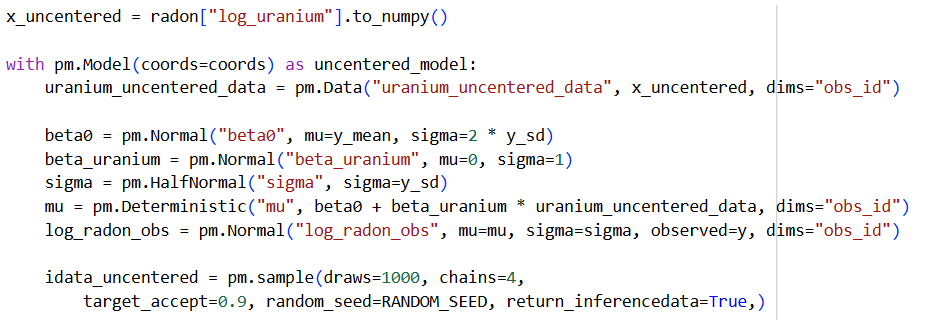 x_uncentered = radon["log_uranium"].to_numpy()
with pm.Model(coords=coords) as uncentered_model:
    uranium_uncentered_data = pm.Data("uranium_uncentered_data", x_uncentered, dims="obs_id")
    beta0 = pm.Normal("beta0", mu=y_mean, sigma=2 * y_sd)
    beta_uranium = pm.Normal("beta_uranium", mu=0, sigma=1)
    sigma = pm.HalfNormal("sigma", sigma=y_sd)
    mu = pm.Deterministic("mu", beta0 + beta_uranium * uranium_uncentered_data, dims="obs_id")
    log_radon_obs = pm.Normal("log_radon_obs", mu=mu, sigma=sigma, observed=y, dims="obs_id")
    idata_uncentered = pm.sample(draws=1000, chains=4,
        target_accept=0.9, random_seed=RANDOM_SEED, return_inferencedata=True,)